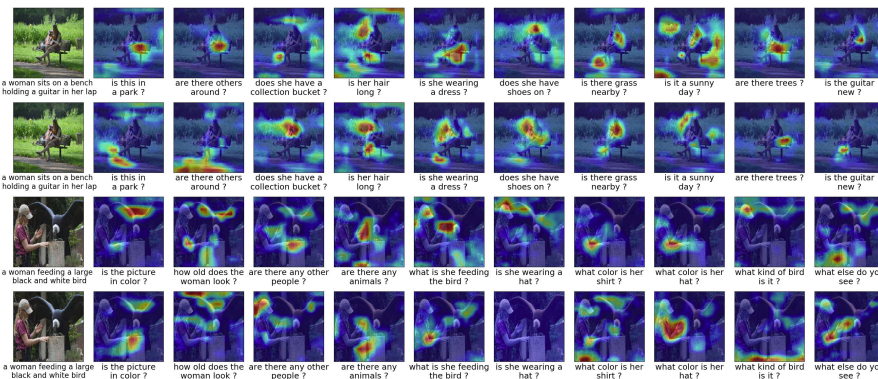 a woman sits on a bench
holding a guitar in her lap
is this in
a park ?
are there others
around ?
does she have a
collection bucket ?
is her hair
long ?
is she wearing
a dress ?
does she have
shoes on ?
is there grass
nearby ?
is it a sunny
day ?
are there trees ?
is the guitar
new ?
a woman sits on a bench
holding a guitar in her lap
is this in
a park ?
are there others
around ?
does she have a
collection bucket ?
is her hair
long ?
is she wearing
a dress ?
does she have
shoes on ?
is there grass
nearby ?
is it a sunny
day ?
are there trees ?
is the guitar
new ?
a woman feeding a large
black and white bird
is the picture
in color ?
how old does the
woman look ?
are there any other
people ?
are there any
animals ?
what is she feeding
the bird ?
is she wearing a
hat ?
what color is her
shirt ?
what color is her
hat ?
what kind of bird
is it ?
what else do yo
see ?
a woman feeding a large
black and white bird
is the picture
in color ?
how old does the
woman look ?
are there any other
people ?
are there any
animals ?
what is she feeding
the bird ?
is she wearing a
hat ?
what color is her
shirt ?
what color is her
hat ?
what kind of bird
is it ?
what else do yo
see ?